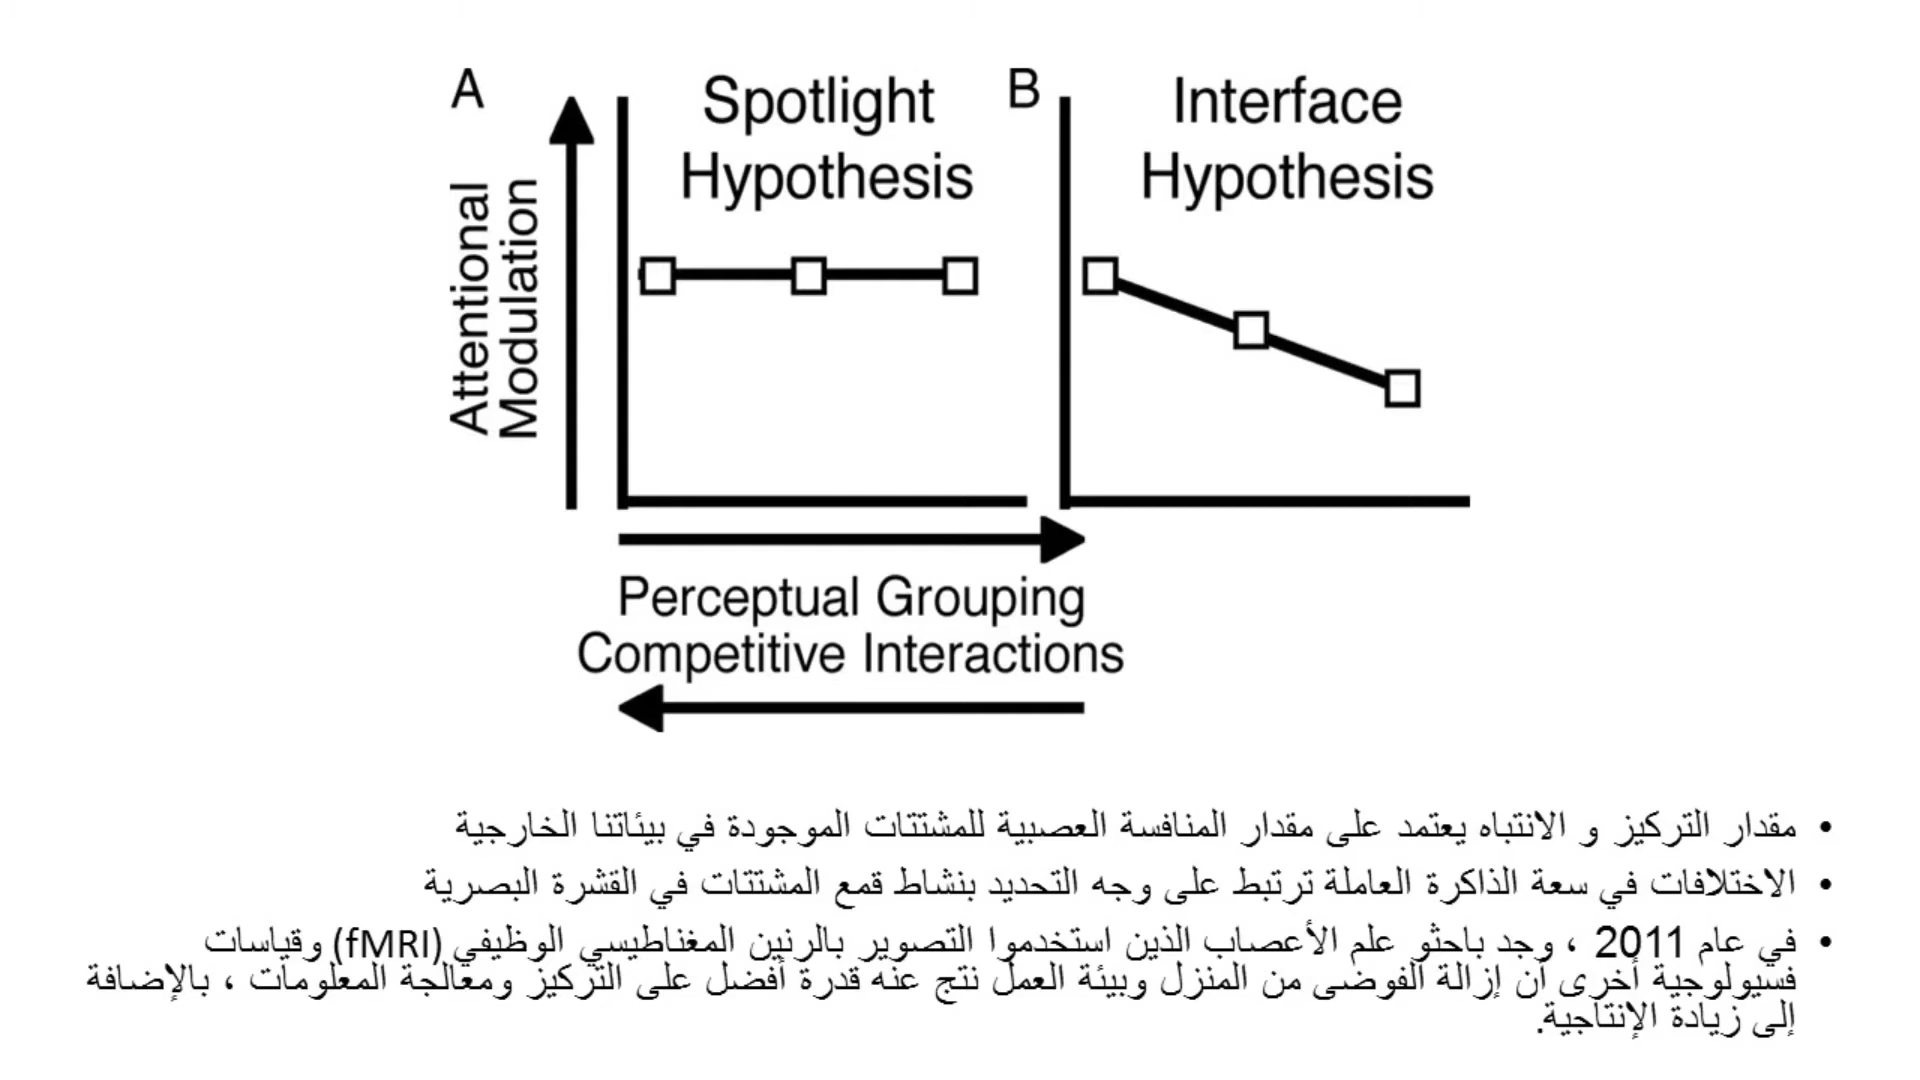 A
Spotlight
Hypothesis
B
Interface
Hypothesis
Attentional
Modulation
Perceptual Grouping
Competitive Interactions
• مقدار التركيز و الانتباه يعتمد على مقدار المنافسة العصبية للمشتتات الموجودة في بيئاتنا الخارجية
• الاختلافات في سعة الذاكرة العاملة ترتبط على وجه التحديد بنشاط قمع المشتتات في القشرة البصرية
• في عام 2011 ، وجد باحثو علم الأعصاب الذين استخدموا التصوير بالرنين المغناطيسي الوظيفي (fMRI) وقياسات
فسيولوجية أخرى أن إزالة الفوضى من المنزل وبيئة العمل نتج عنه قدرة أفضل على التركيز ومعالجة المعلومات ، بالإضافة
إلى زيادة الإنتاجية.